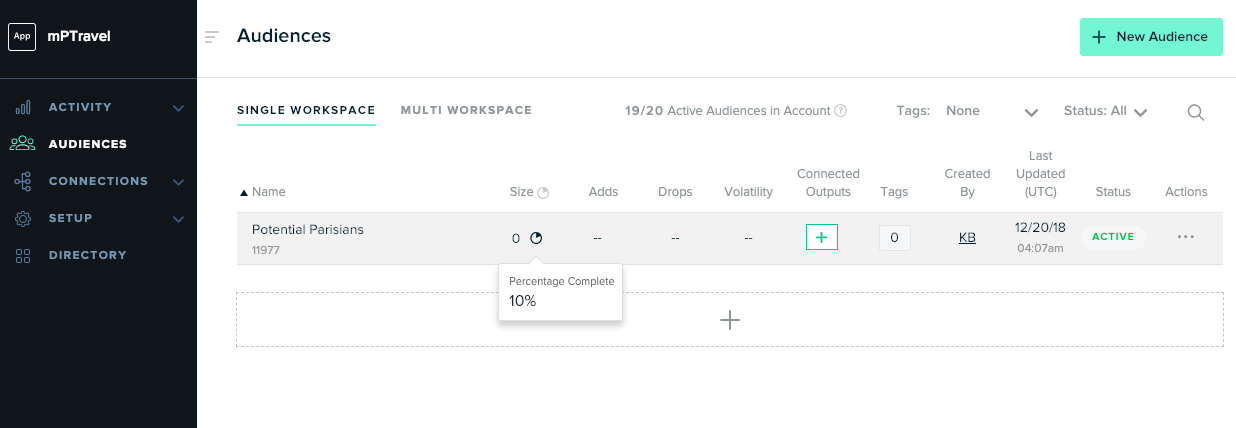 App mPTravel
Audiences
New Audience
ACTIVITY
AUDIENCES
CONNECTIONS
SETUP
DIRECTORY
SINGLE WORKSPACE MULTI WORKSPACE 19/20 Active Audiences in Account ? Tags: None Status: All
Name Size Adds Drops Volatility Connected Outputs Tags Created By Last Updated (UTC) Status Actions
Potential Parisians 0 -- -- -- + 0 KB 12/20/18 ACTIVE ...
11977 04:07am
Percentage Complete
10%